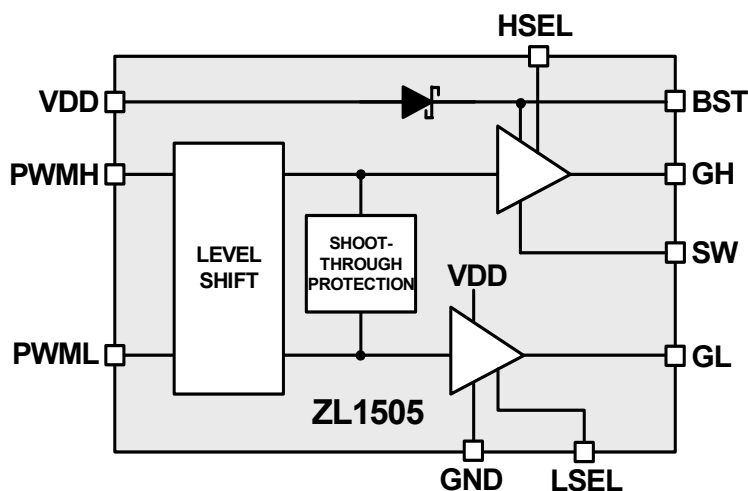 HSEL
VDD
BST
PWMH
GH
LEVEL
SHIFT
SHOOT-
THROUGH
PROTECTION
SW
VDD
PWML
GL
ZL1505
GND
LSEL